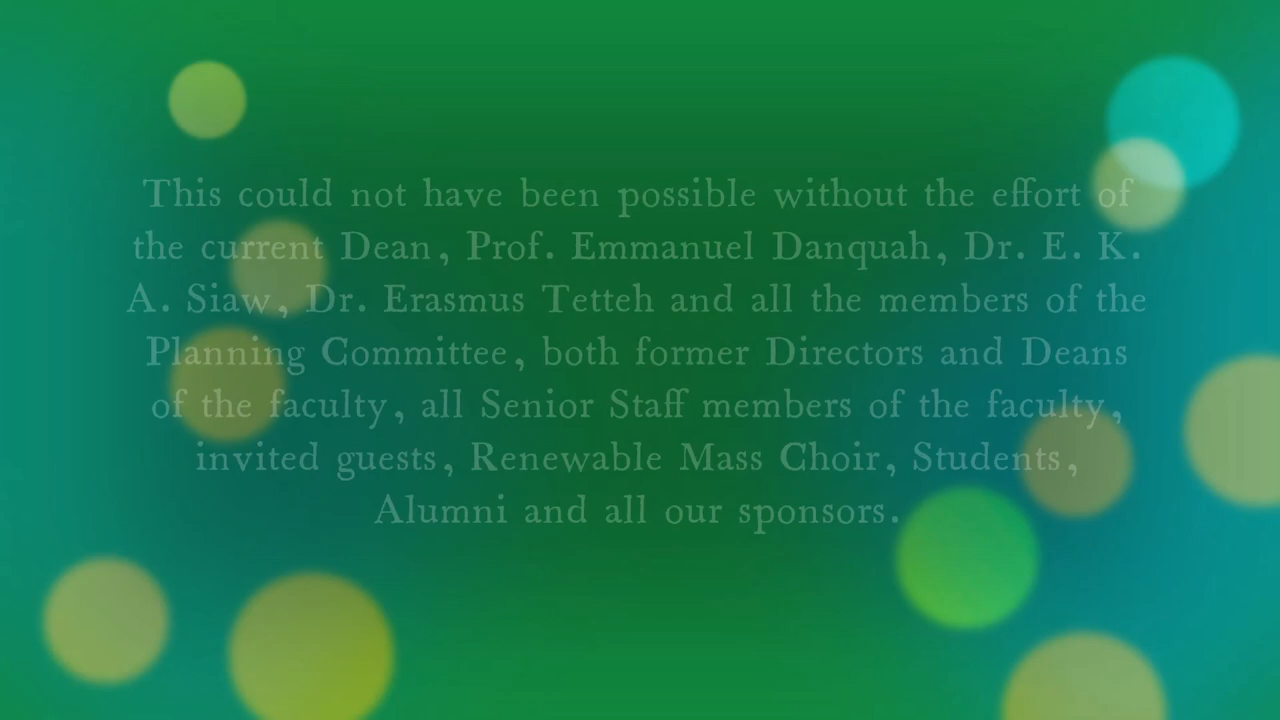 This could not have been possible without the effort of
the current Dean, Prof. Emmanuel Danquah, Dr. E. K.
A. Siaw, Dr. Erasmus Tetteh and all the members of the
Planning Committee, both former Directors and Deans
of the faculty, all Senior Staff members of the faculty,
invited guests, Renewable Mass Choir, Students,
Alumni and all our sponsors.